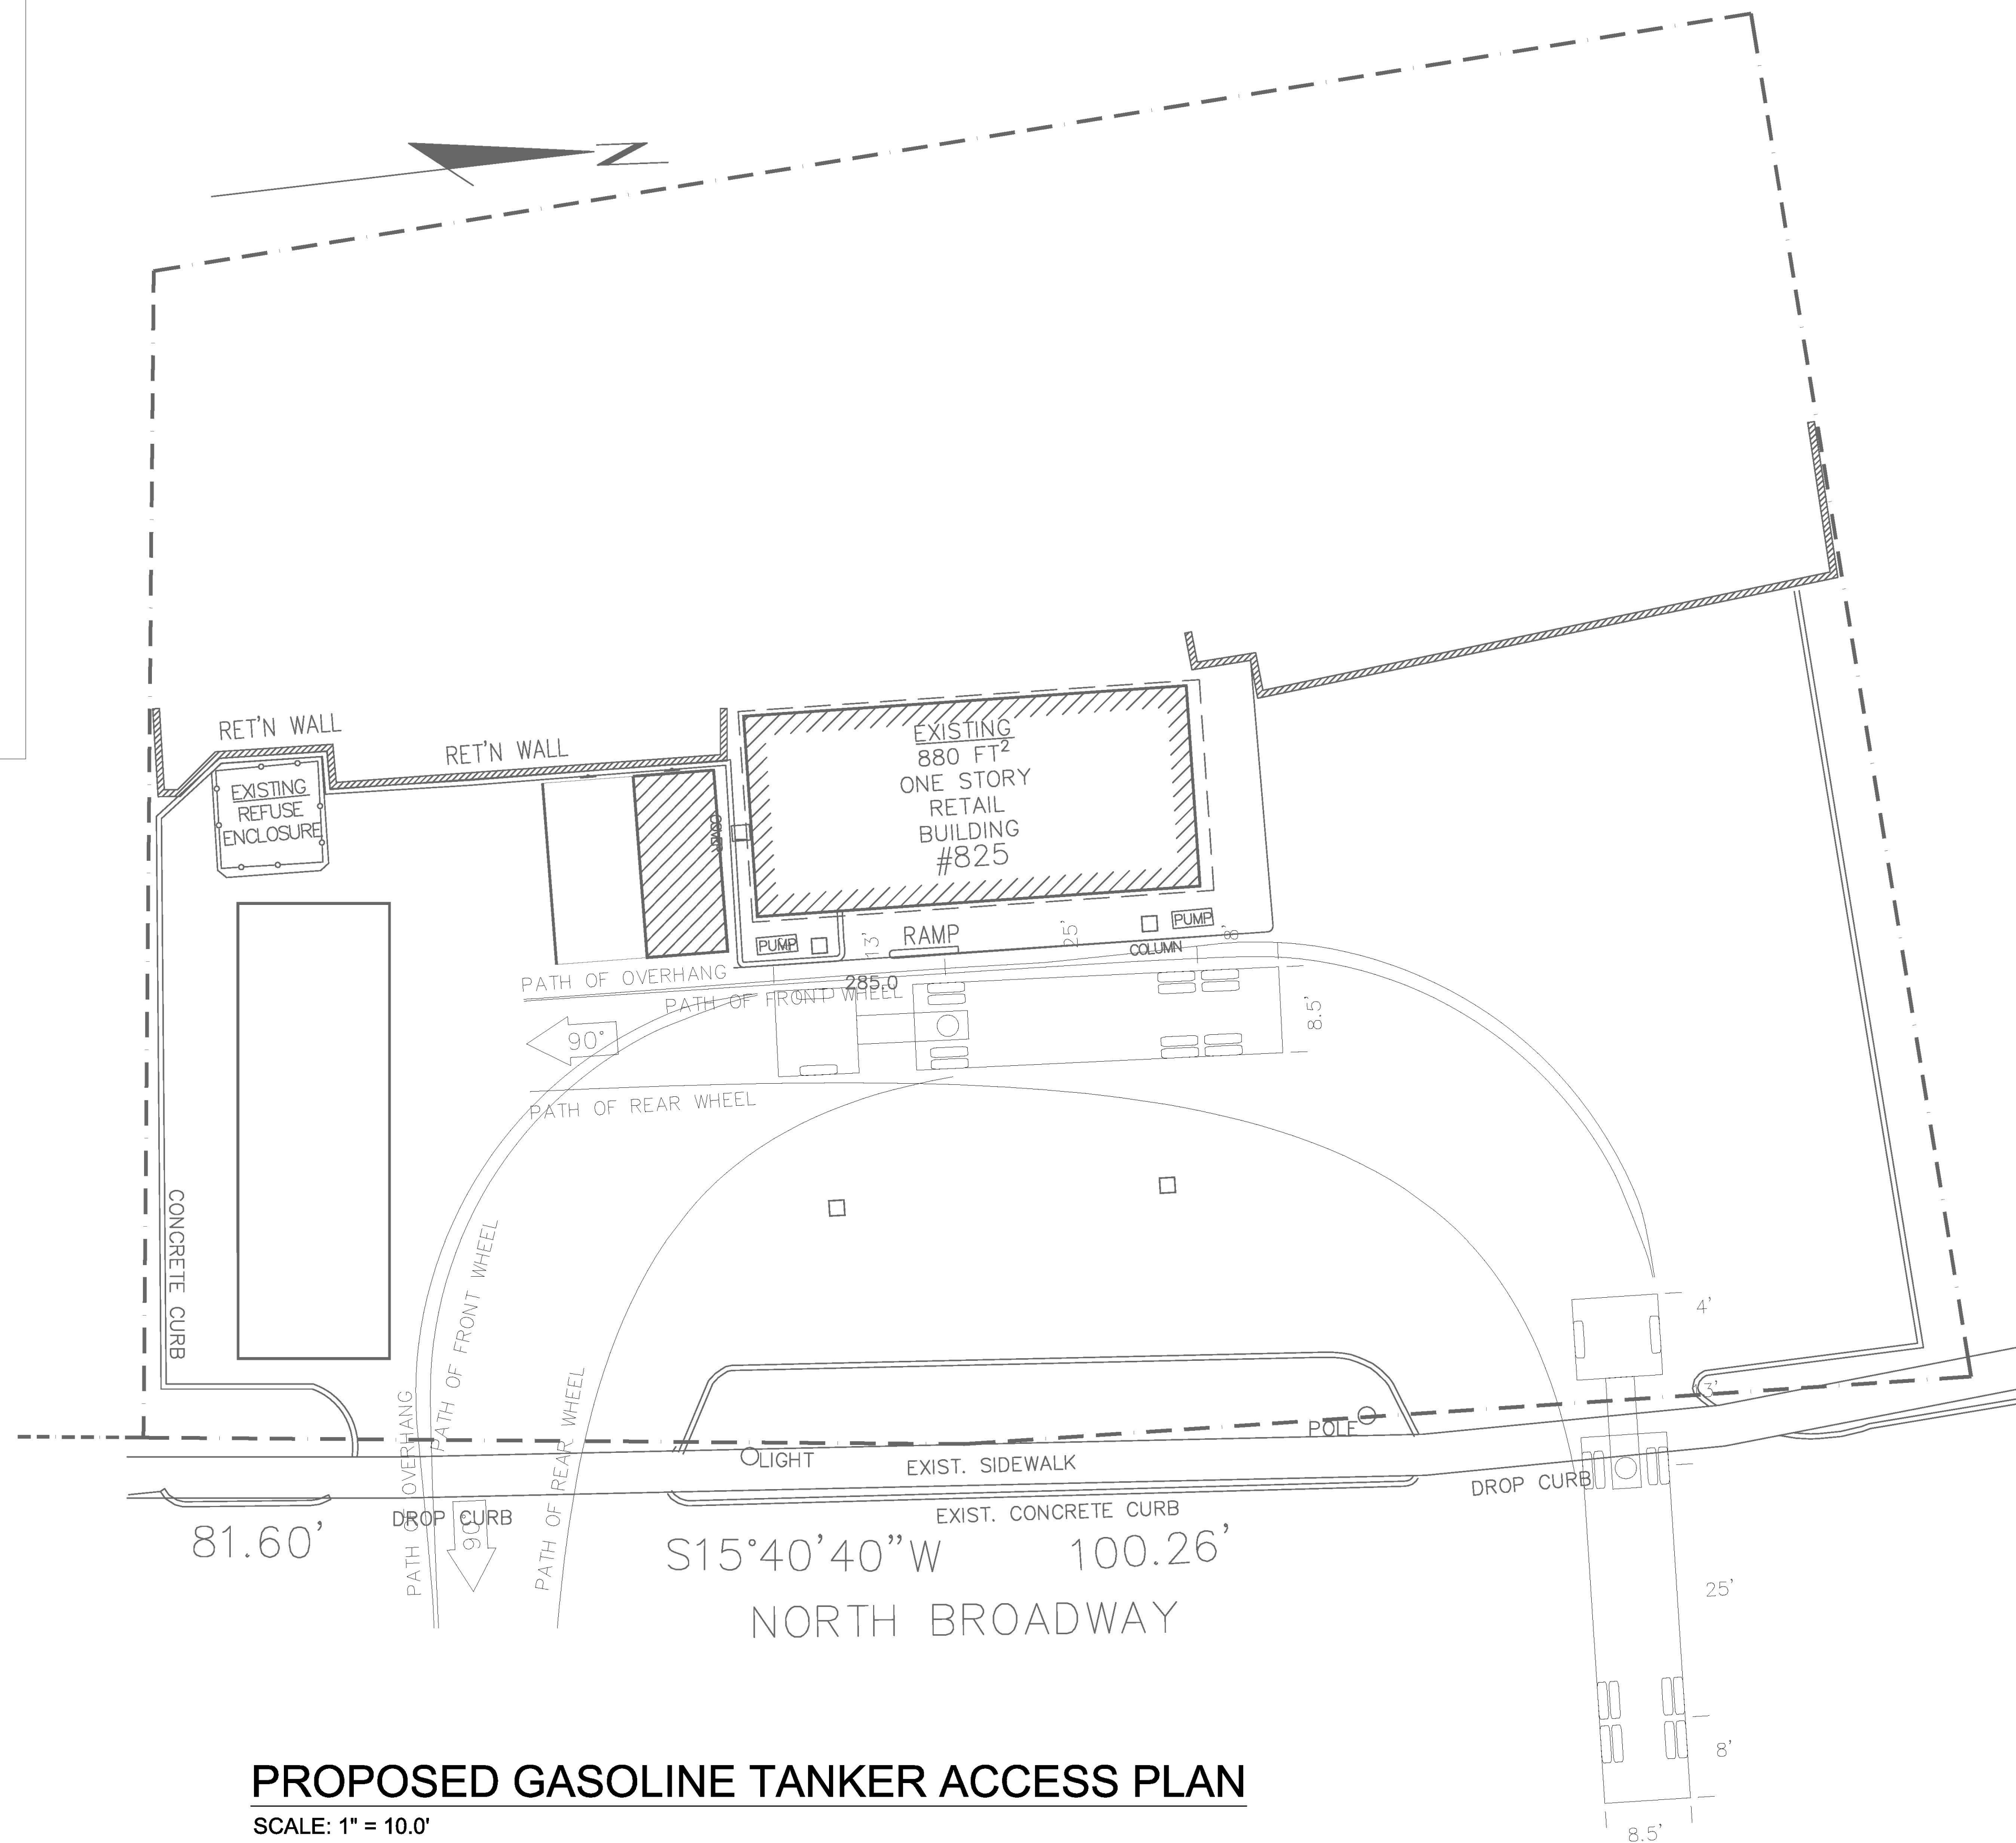 N
RET'N WALL
RET'N WALL
EXISTING
REFUSE
ENCLOSURE
EXISTING
880 FT²
ONE STORY
RETAIL
BUILDING
#825
PUMP
13'
RAMP
25'
COLUMN
PUMP
8'
PATH OF OVERHANG
285.0
PATH OF FRONT WHEEL
90°
8.5'
PATH OF REAR WHEEL
CONCRETE CURB
PATH OF FRONT WHEEL
PATH OF OVERHANG
PATH OF REAR WHEEL
4'
13'
POLE
LIGHT
EXIST. SIDEWALK
DROP CURB
DROP CURB
EXIST. CONCRETE CURB
90°
81.60'
S15°40'40"W
100.26'
25'
NORTH BROADWAY
8'
8.5'
PROPOSED GASOLINE TANKER ACCESS PLAN
SCALE: 1" = 10.0'